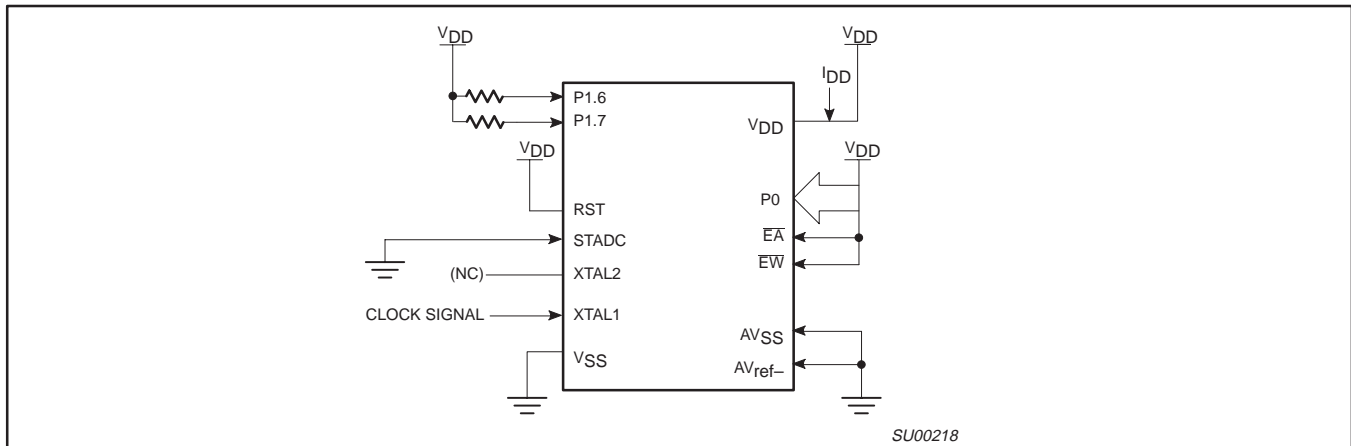 VDD
P1.6
P1.7
VDD
RST
STADC
(NC)
XTAL2
CLOCK SIGNAL
XTAL1
VSS
VDD
IDD
VDD
VDD
P0
EA
EW
AVSS
AVref–
SU00218